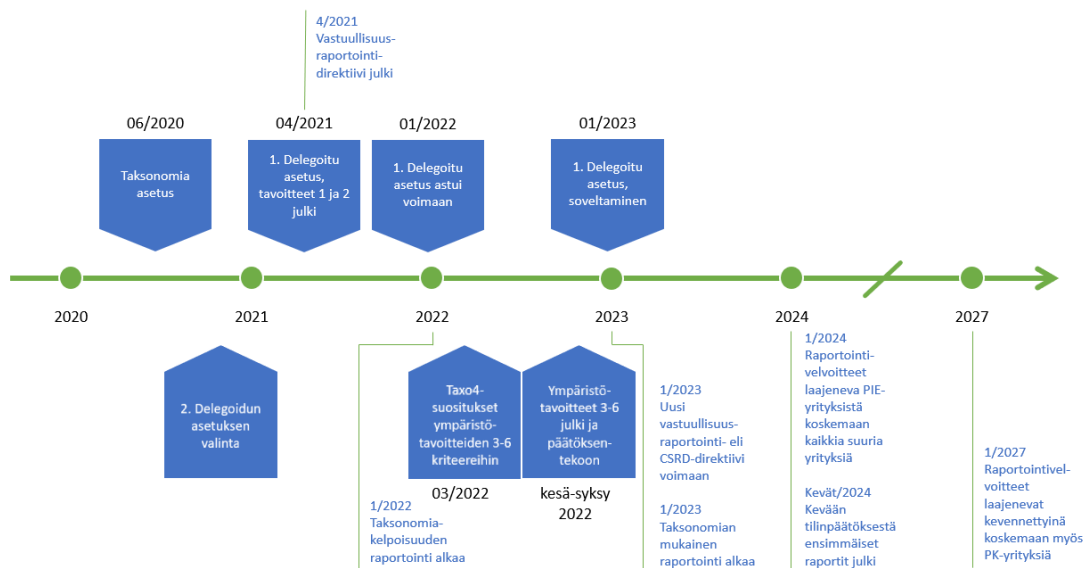 4/2021
Vastuullisuus-
raportointi-
direktiivi julki
06/2020
04/2021
01/2022
01/2023
Taksonomia
asetus
1. Delegoitu
asetus,
tavoitteet 1 ja 2
julki
1. Delegoitu
asetus astui
voimaan
1. Delegoitu
asetus,
soveltaminen
2020
2021
2022
2023
2024
2027
2. Delegoidun
asetuksen
valinta
Taxo4-
suositukset
ympäristö-
tavoitteiden 3-6
kriteereihin
03/2022
Ympäristö-
tavoitteet 3-6
julki ja
päätöksen-
tekoon
kesä-syksy
2022
1/2022
Taksonomia-
kelpoisuuden
raportointi alkaa
1/2023
Uusi
vastuullisuus-
raportointi- eli
CSRD-direktiivi
voimaan
1/2023
Taksonomian
mukainen
raportointi alkaa
1/2024
Raportointi-
velvoitteet
laajeneva PIE-
yrityksistä
koskemaan
kaikkia suuria
yrityksiä
Kevät/2024
Kevään
tilinpäätöksestä
ensimmäiset
raportit julki
1/2027
Raportointivel-
voitteet
laajenevat
kevennettyinä
koskemaan myös
PK-yrityksiä